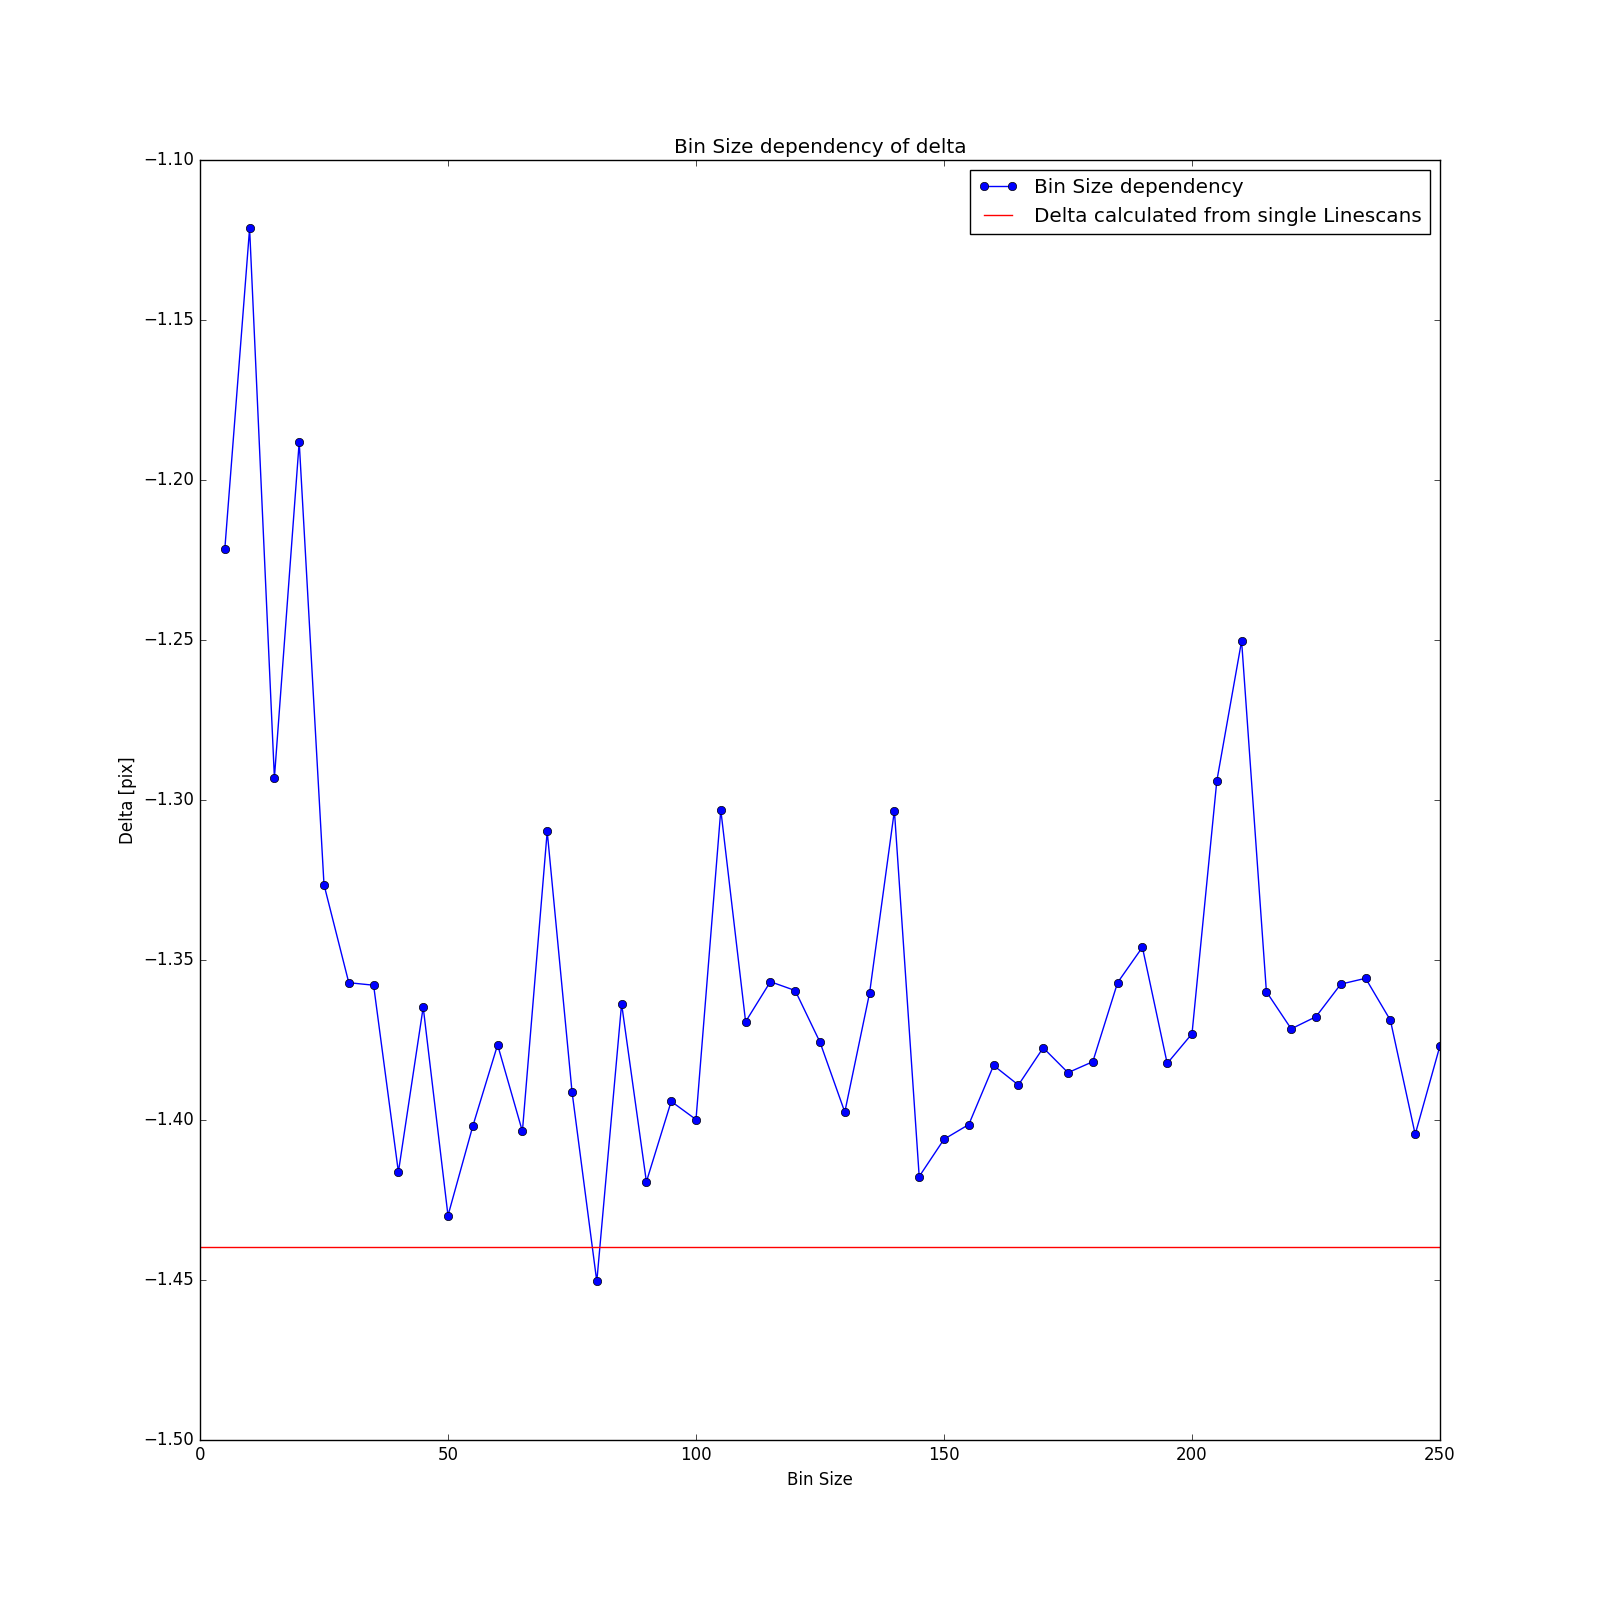 Bin Size dependency of delta
Bin Size dependency
Delta calculated from single Linescans
−1.10
−1.15
−1.20
−1.25
−1.30
−1.35
−1.40
−1.45
−1.50
Delta [pix]
0 50 100 150 200 250
Bin Size